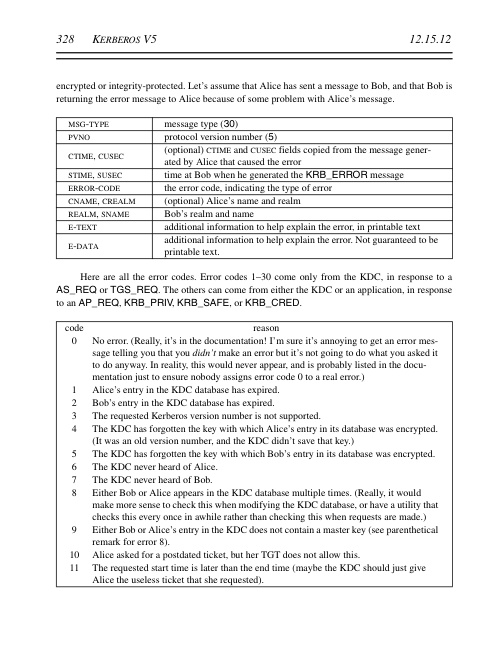 328 KERBEROS V5 12.15.12
encrypted or integrity-protected. Let's assume that Alice has sent a message to Bob, and that Bob is
returning the error message to Alice because of some problem with Alice's message.
MSG-TYPE message type (30)
PVNO protocol version number (5)
CTIME, CUSEC (optional) CTIME and CUSEC fields copied from the message gener-
ated by Alice that caused the error
STIME, SUSEC time at Bob when he generated the KRB_ERROR message
ERROR-CODE the error code, indicating the type of error
CNAME, CREALM (optional) Alice's name and realm
REALM, SNAME Bob's realm and name
E-TEXT additional information to help explain the error, in printable text
E-DATA additional information to help explain the error. Not guaranteed to be
printable text.
Here are all the error codes. Error codes 1–30 come only from the KDC, in response to a
AS_REQ or TGS_REQ. The others can come from either the KDC or an application, in response
to an AP_REQ, KRB_PRIV, KRB_SAFE, or KRB_CRED.
code reason
0 No error. (Really, it's in the documentation! I'm sure it's annoying to get an error mes-
sage telling you that you didn't make an error but it's not going to do what you asked it
to do anyway. In reality, this would never appear, and is probably listed in the docu-
mentation just to ensure nobody assigns error code 0 to a real error.)
1 Alice's entry in the KDC database has expired.
2 Bob's entry in the KDC database has expired.
3 The requested Kerberos version number is not supported.
4 The KDC has forgotten the key with which Alice's entry in its database was encrypted.
(It was an old version number, and the KDC didn't save that key.)
5 The KDC has forgotten the key with which Bob's entry in its database was encrypted.
6 The KDC never heard of Alice.
7 The KDC never heard of Bob.
8 Either Bob or Alice appears in the KDC database multiple times. (Really, it would
make more sense to check this when modifying the KDC database, or have a utility that
checks this every once in awhile rather than checking this when requests are made.)
9 Either Bob or Alice's entry in the KDC does not contain a master key (see parenthetical
remark for error 8).
10 Alice asked for a postdated ticket, but her TGT does not allow this.
11 The requested start time is later than the end time (maybe the KDC should just give
Alice the useless ticket that she requested).